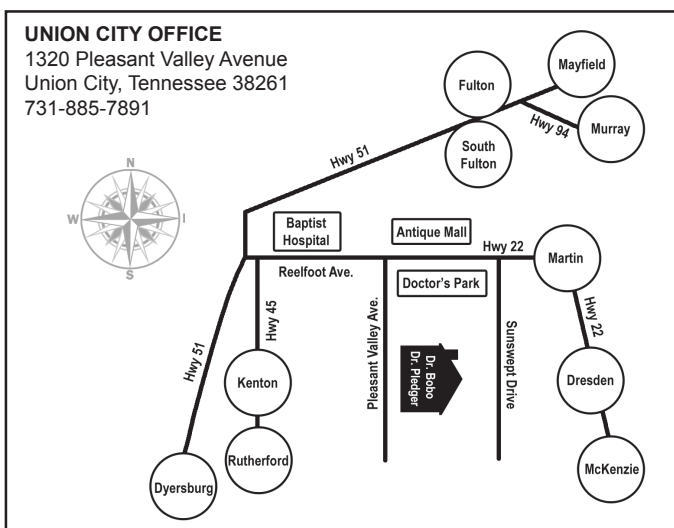 UNION CITY OFFICE
1320 Pleasant Valley Avenue
Union City, Tennessee 38261
731-885-7891
Mayfield
Fulton
Hwy 94
Murray
South
Fulton
Hwy 51
N
W
I
S
Baptist
Hospital
Antique Mall
Hwy 22
Martin
Reelfoot Ave.
Doctor's Park
Hwy 45
Hwy 22
Pleasant Valley Ave.
Dr. Bobo
Dr. Pledger
Sunswept Drive
Hwy 51
Kenton
Dresden
Rutherford
McKenzie
Dyersburg